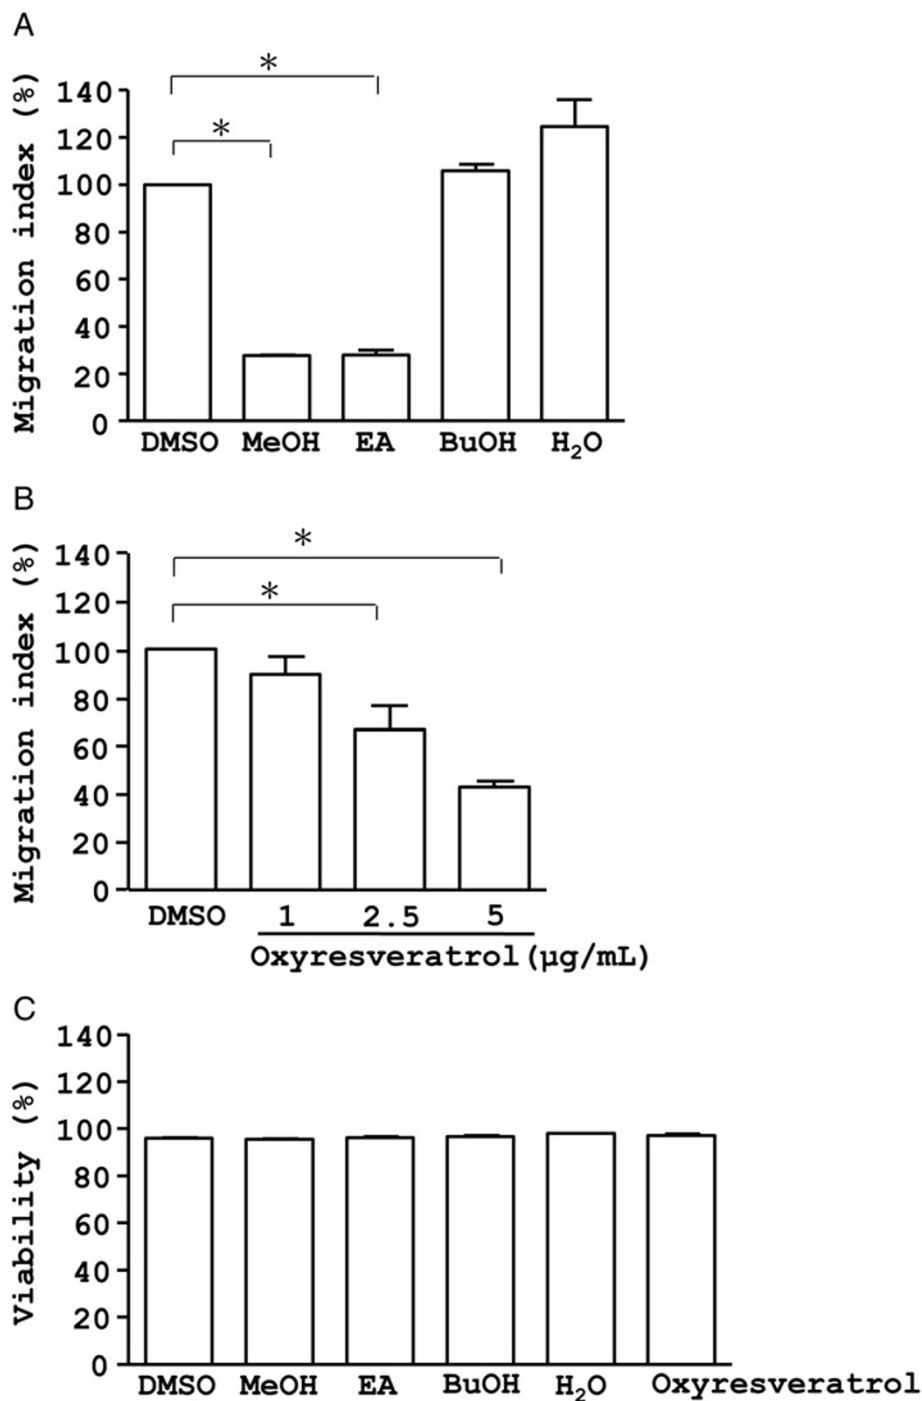 A
Migration index (%)
140
120
100
80
60
40
20
0
*
*
DMSO MeOH EA BuOH H₂O
B
Migration index (%)
140
120
100
80
60
40
20
0
*
*
DMSO 1 2.5 5
Oxyresveratrol (µg/mL)
C
Viability (%)
140
120
100
80
60
40
20
0
DMSO MeOH EA BuOH H₂O Oxyresveratrol